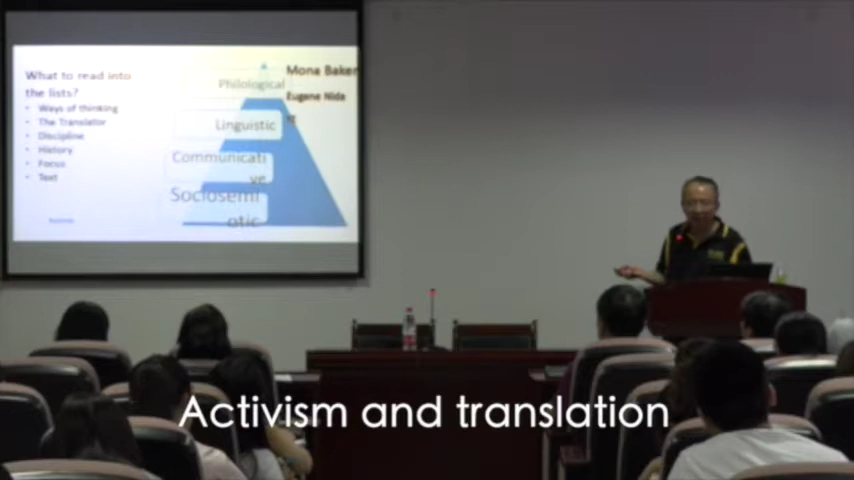 What to read into
the lists?
• Ways of thinking
• The Translator
• Discipline
• History
• Focus
• Text
Philological
Linguistic
Communicati
ve
Sociosemi
otic
Mona Baker
Eugene Nida
Activism and translation